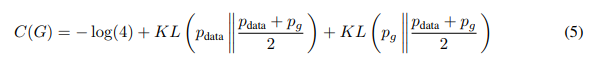 C(G) = − log(4) + KL ( p_data ‖ (p_data + p_g) / 2 ) + KL ( p_g ‖ (p_data + p_g) / 2 ) (5)